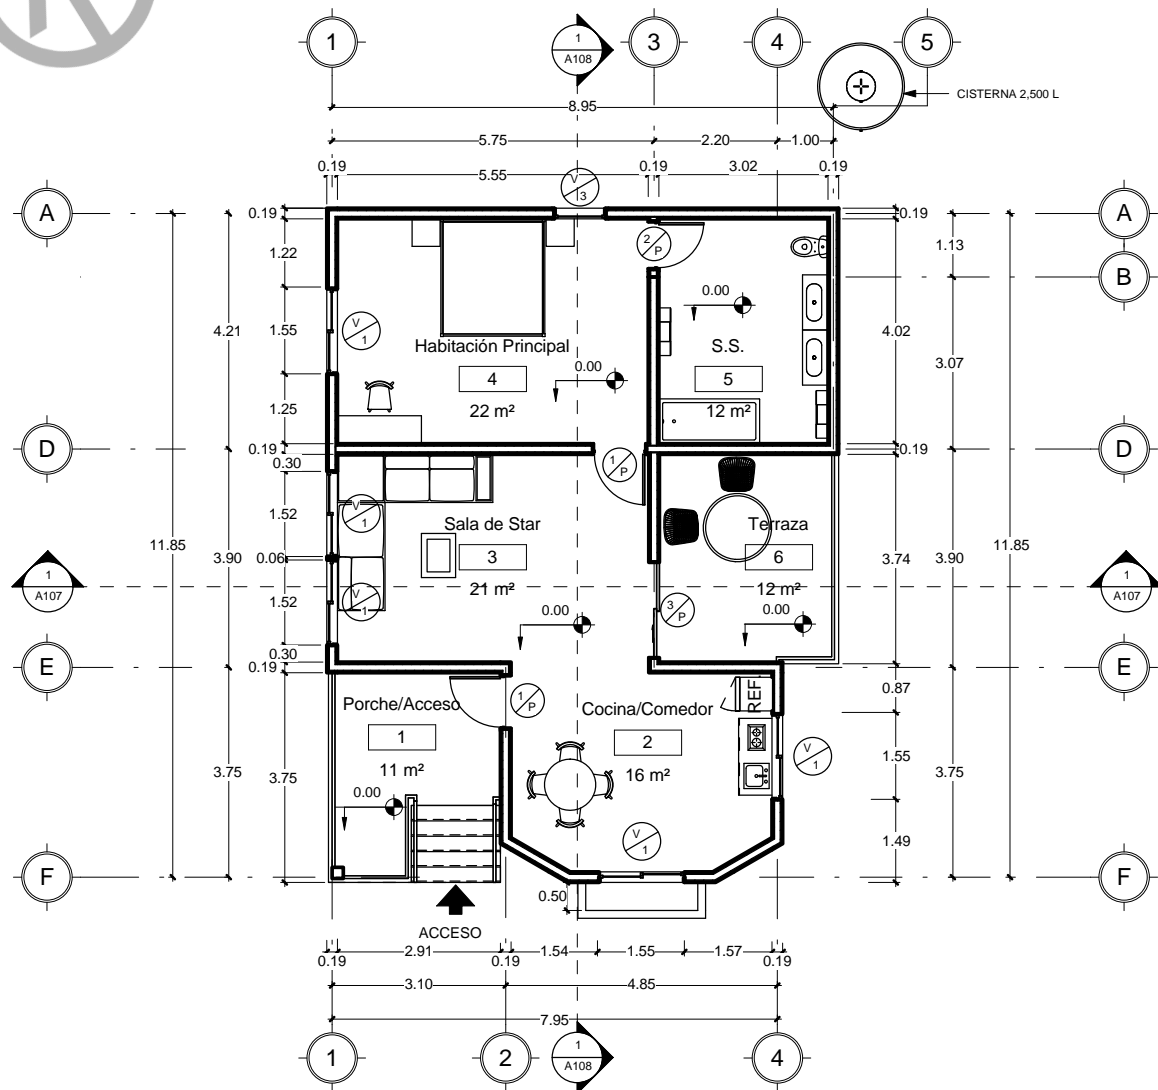 1
3
4
5
1
A108
CISTERNA 2,500 L
8.95
5.75
2.20
1.00
0.19
5.55
0.19
3.02
0.19
V
3
A
A
0.19
0.19
2
P
1.22
1.13
B
0.00
4.21
1.55
V
1
4.02
Habitación Principal
S.S.
0.00
3.07
4
5
22 m²
12 m²
1.25
D
0.19
0.19
D
0.30
1
P
V
1
1.52
Sala de Star
Terraza
11.85
3.90
0.06
3
6
3.74
3.90
11.85
1
A107
21 m²
12 m²
1
A107
1.52
V
1
0.00
3
P
0.00
0.30
E
0.19
E
REF
0.87
1
P
Porche/Acceso
Cocina/Comedor
1
2
11 m²
16 m²
V
1
1.55
3.75
3.75
3.75
0.00
V
1
1.49
F
F
0.50
ACCESO
2.91
1.54
1.55
1.57
0.19
0.19
0.19
3.10
4.85
7.95
1
2
1
A108
4